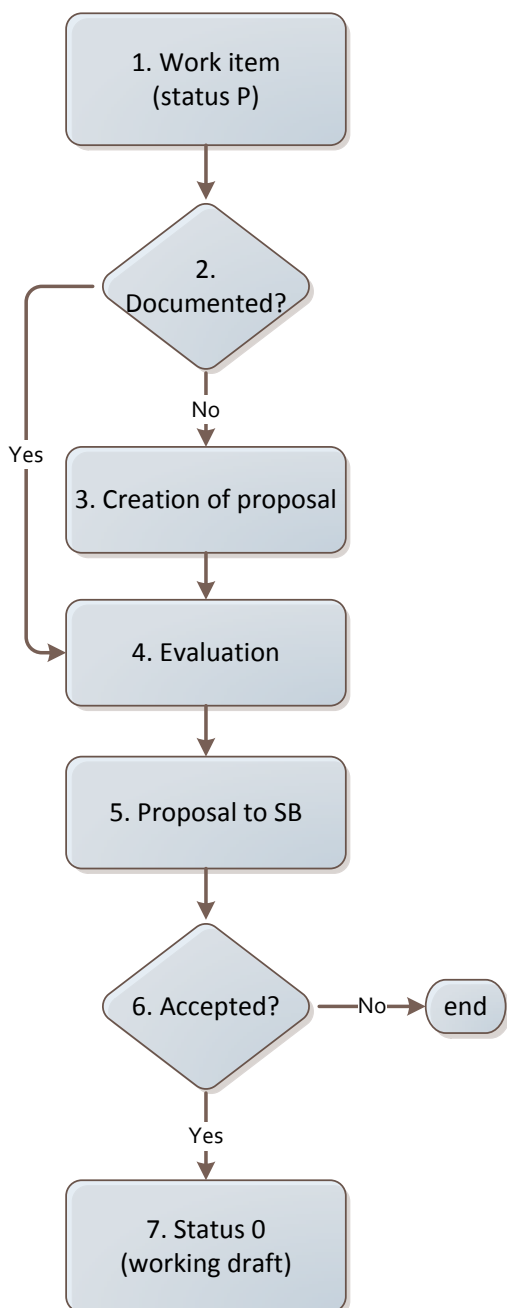 1. Work item
(status P)
2.
Documented?
No
Yes
3. Creation of proposal
4. Evaluation
5. Proposal to SB
6. Accepted?
No
end
Yes
7. Status 0
(working draft)